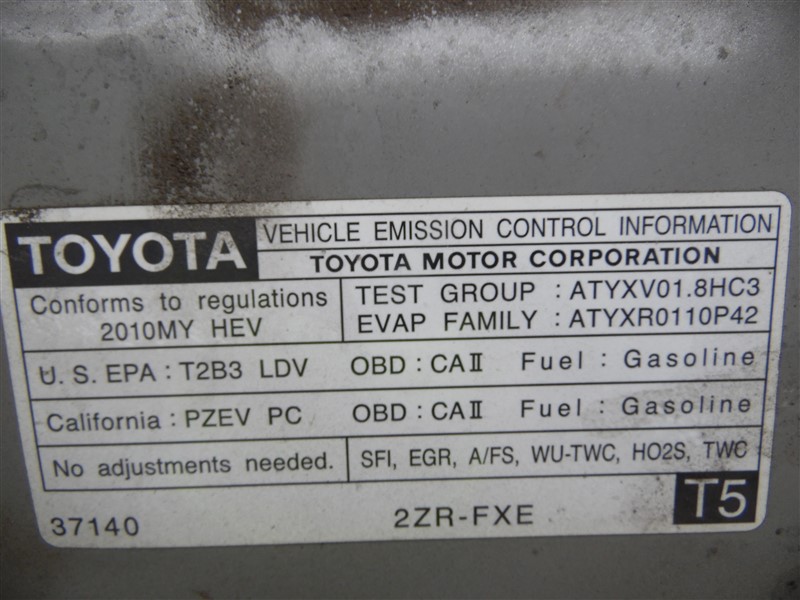 TOYOTA
VEHICLE EMISSION CONTROL INFORMATION
TOYOTA MOTOR CORPORATION
Conforms to regulations
2010MY HEV
TEST GROUP : ATYXV01.8HC3
EVAP FAMILY : ATYXR0110P42
U. S. EPA : T2B3 LDV OBD : CAⅡ Fuel : Gasoline
California : PZEV PC OBD : CAⅡ Fuel : Gasoline
No adjustments needed.
SFI, EGR, A/FS, WU-TWC, HO2S, TWC
37140
2ZR-FXE
T5